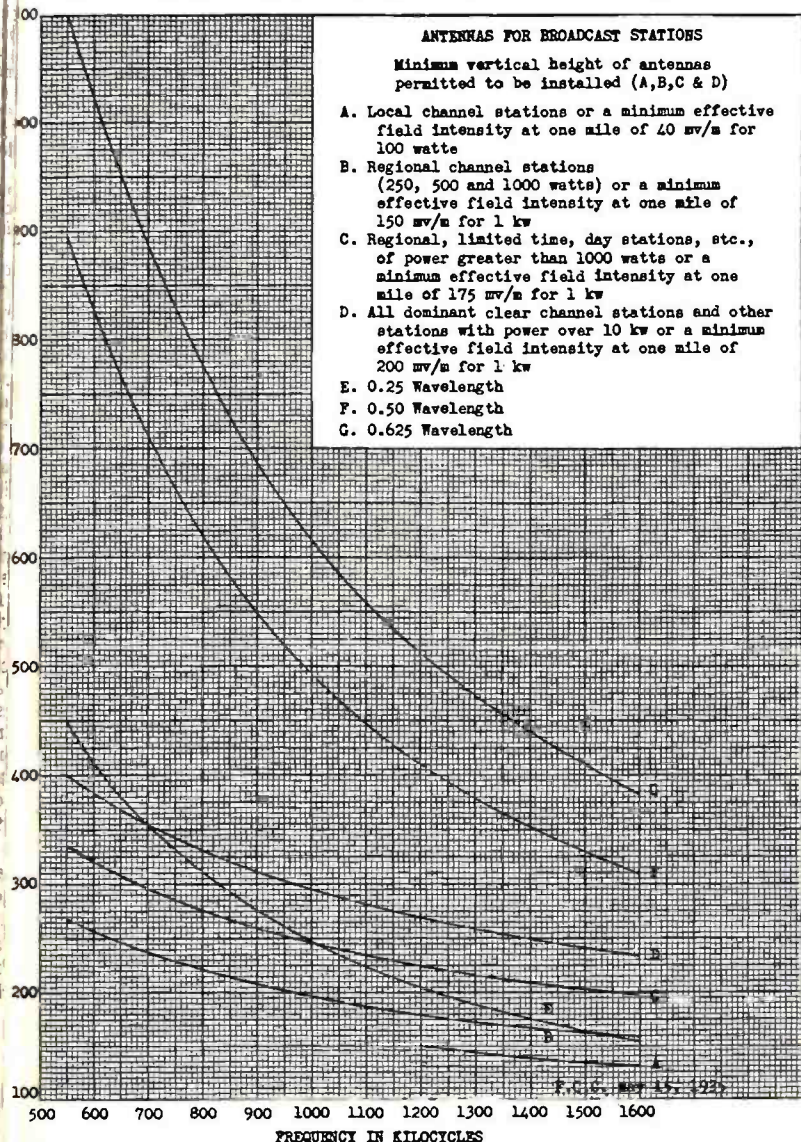 ANTENNAS FOR BROADCAST STATIONS
Minimum vertical height of antennas
permitted to be installed (A,B,C & D)
A. Local channel stations or a minimum effective
field intensity at one mile of 40 mv/m for
100 watts
B. Regional channel stations
(250, 500 and 1000 watts) or a minimum
effective field intensity at one mile of
150 mv/m for 1 kw
C. Regional, limited time, day stations, etc.,
of power greater than 1000 watts or a
minimum effective field intensity at one
mile of 175 mv/m for 1 kw
D. All dominant clear channel stations and other
stations with power over 10 kw or a minimum
effective field intensity at one mile of
200 mv/m for 1 kw
E. 0.25 Wavelength
F. 0.50 Wavelength
G. 0.625 Wavelength
00
900
900
800
700
600
500
400
300
200
100
G
F
D
C
E
B
A
F.C.C.
500 600 700 800 900 1000 1100 1200 1300 1400 1500 1600
FREQUENCY IN KILOCYCLES